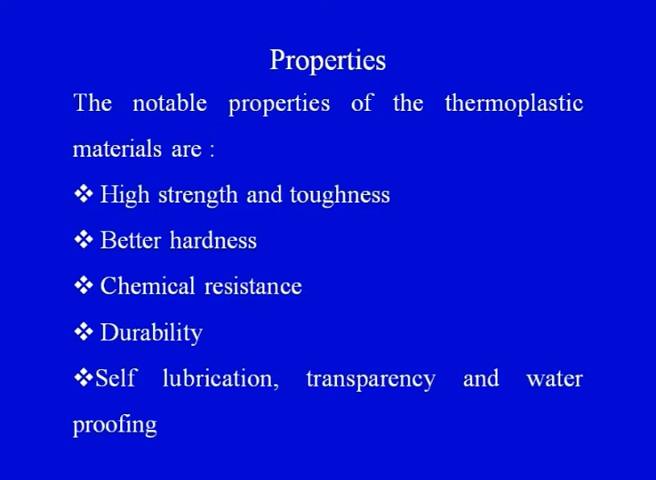 Properties
The notable properties of the thermoplastic
materials are :
❖ High strength and toughness
❖ Better hardness
❖ Chemical resistance
❖ Durability
❖Self lubrication, transparency and water
proofing